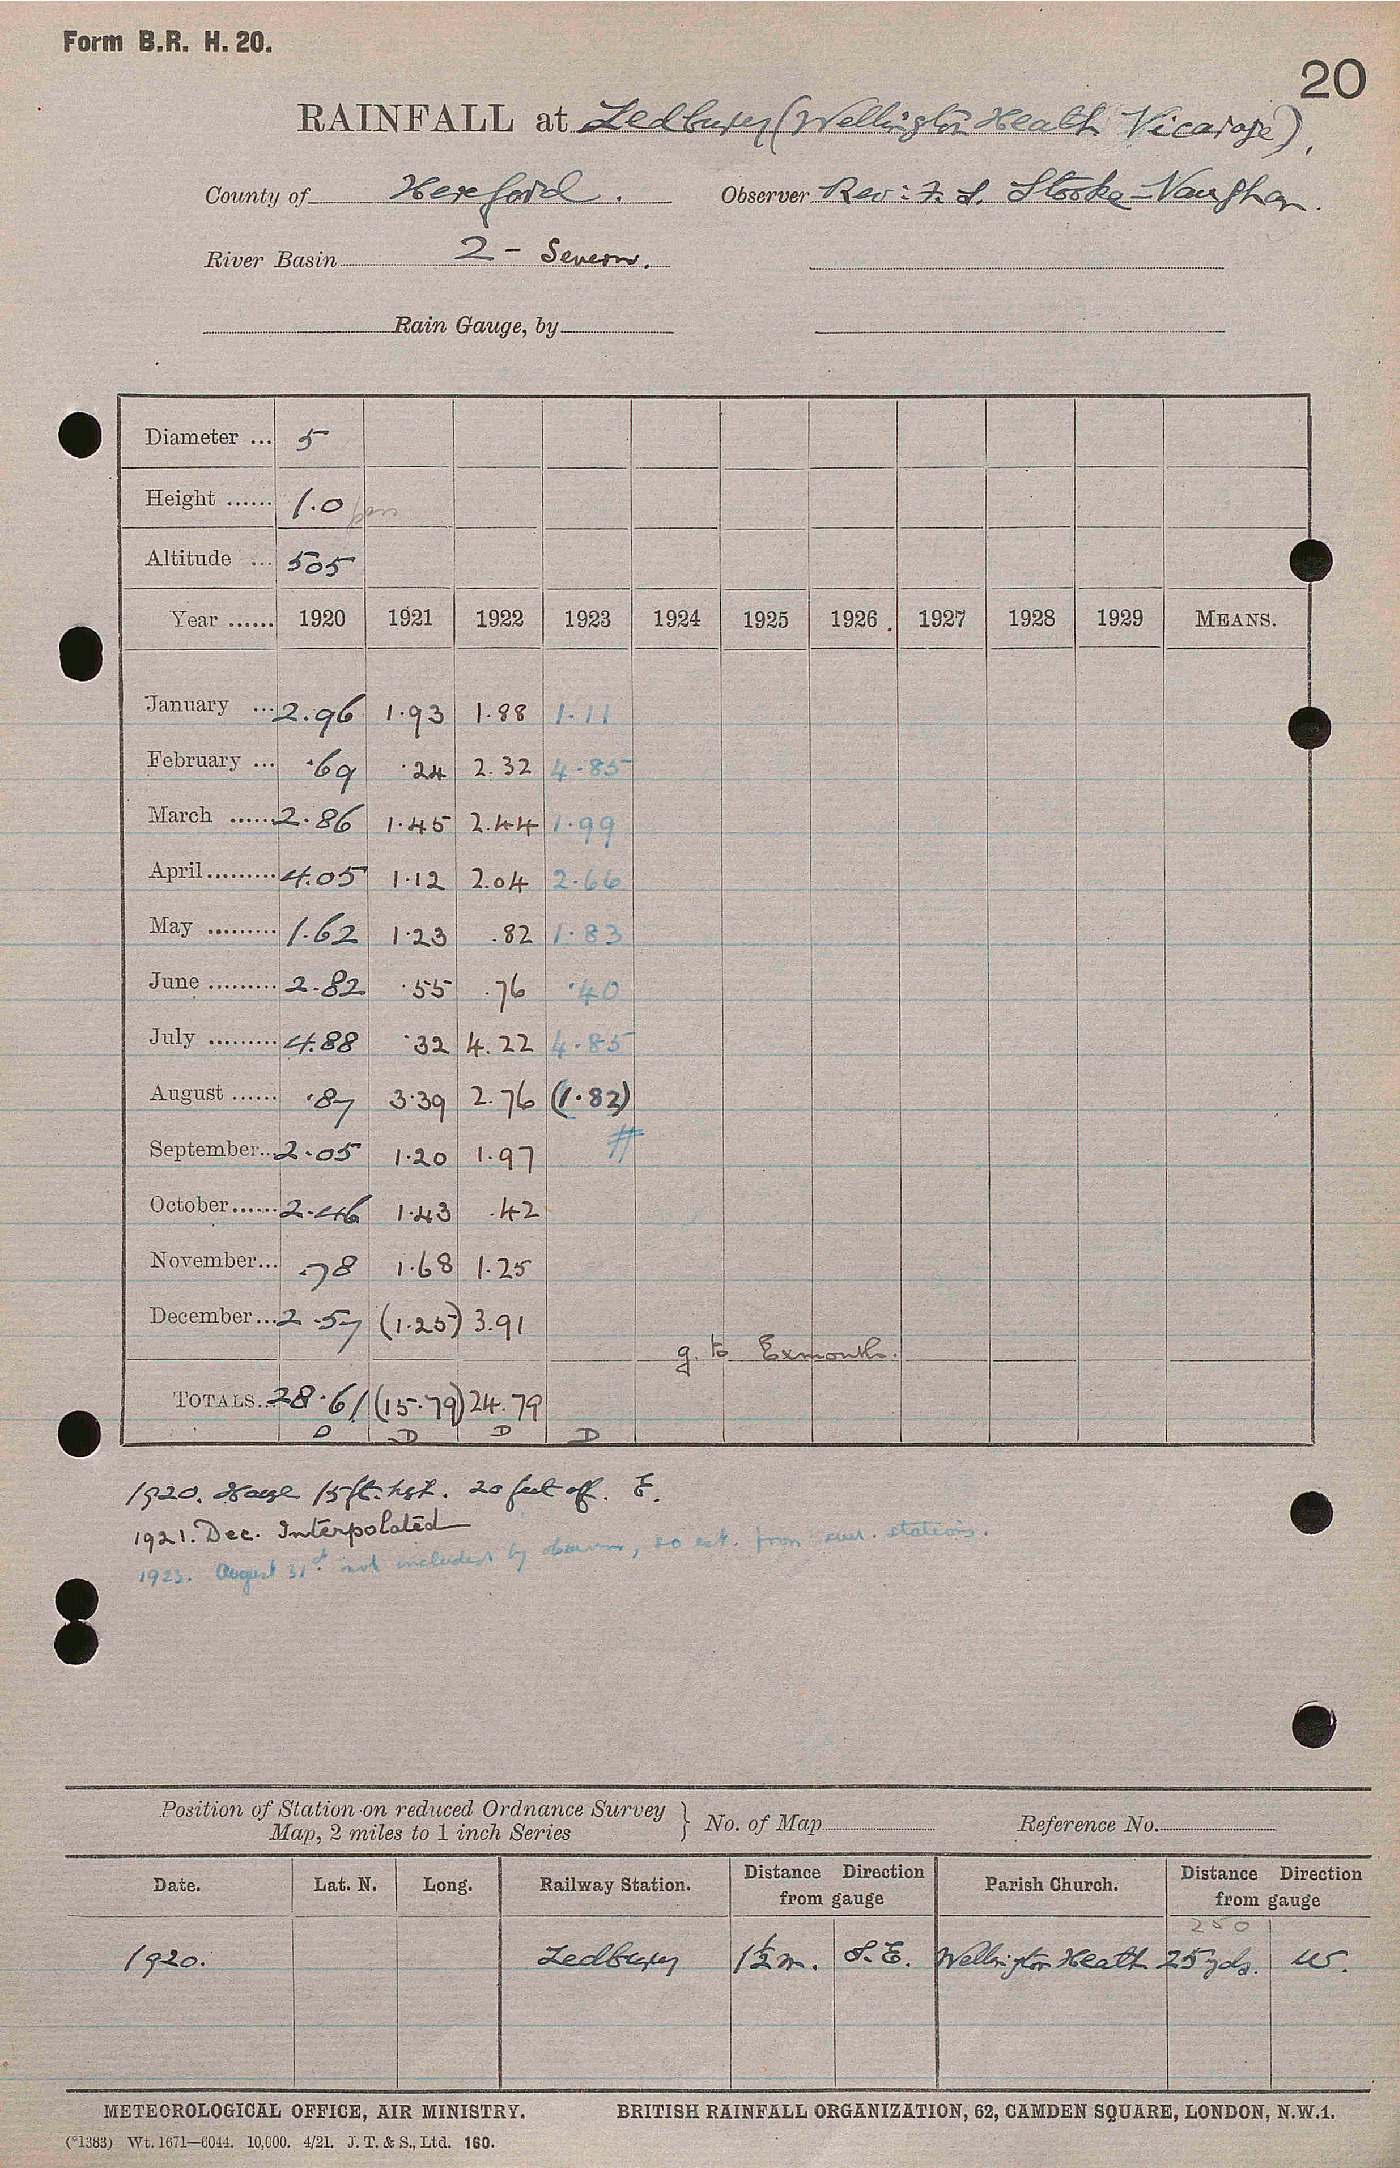 Form B.R. H. 20.
20
RAINFALL at Ledbury (Wellington Heath Vicarage).
County of Hereford. Observer Rev: F. S. Stooke-Vaughan.
River Basin 2 - Severn.
Rain Gauge, by
Diameter ... 5
Height ...... 1.0
Altitude ... 505
Year ...... 1920 1921 1922 1923 1924 1925 1926. 1927 1928 1929 MEANS.
January ... 2.96 1.93 1.88 1.11
February ... .69 .24 2.32 4.85
March ...... 2.86 1.45 2.44 1.99
April......... 4.05 1.12 2.04 2.66
May ......... 1.62 1.23 .82 1.83
June ......... 2.82 .55 .76 .40
July ......... 4.88 .32 4.22 4.85
August ...... .87 3.39 2.76 (1.82)
September.. 2.05 1.20 1.97 #
October...... 2.46 1.43 .42
November... .78 1.68 1.25
December... 2.57 (1.25) 3.91
g. to Exmouth.
TOTALS.. 28.61 (15.79) 24.79
D D D D
1920. House 15 ft. hgt. 20 feet off. E.
1921. Dec. Interpolated
1923. August 31st. not included by observer, so est. from surr. stations.
Position of Station on reduced Ordnance Survey
Map, 2 miles to 1 inch Series } No. of Map Reference No.
Date. Lat. N. Long. Railway Station. Distance Direction from gauge Parish Church. Distance Direction from gauge
250
1920. Ledbury 1½ m. S.E. Wellington Heath 25 yds. W.
METEOROLOGICAL OFFICE, AIR MINISTRY. BRITISH RAINFALL ORGANIZATION, 62, CAMDEN SQUARE, LONDON, N.W.1.
(*1383) Wt. 1671—6044. 10,000. 4/21. J. T. & S., Ltd. 160.